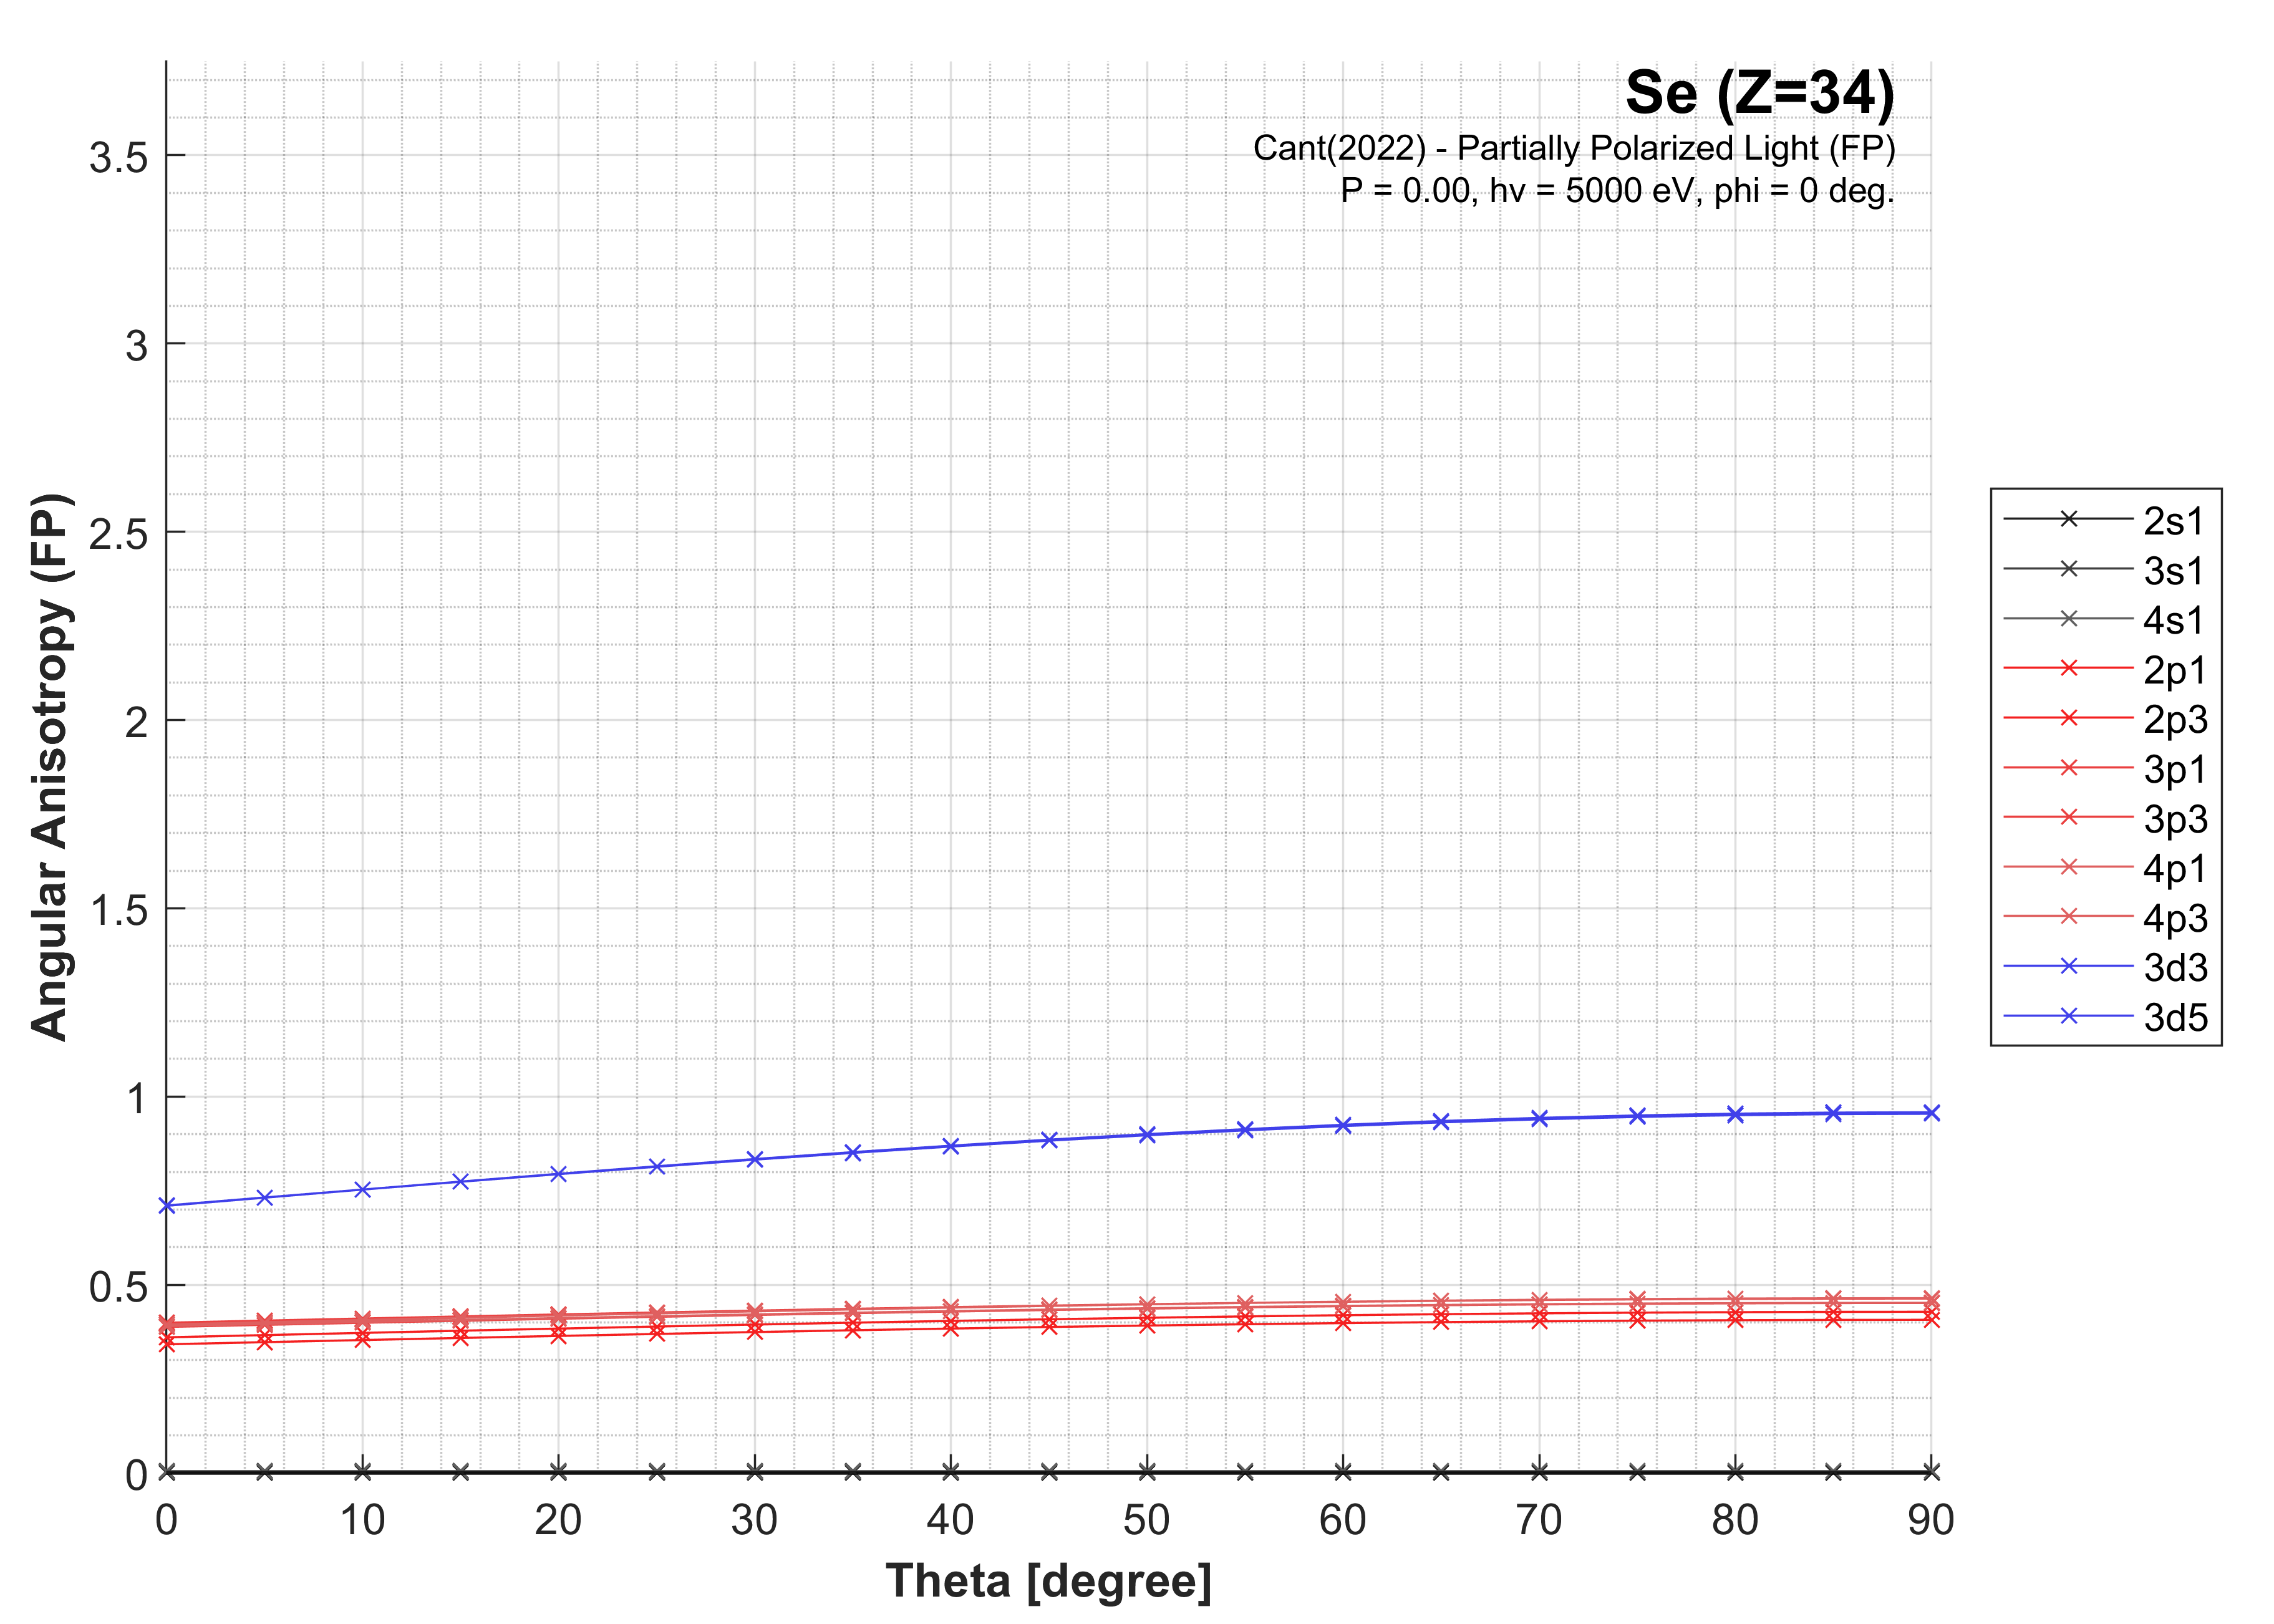 Se (Z=34)
Cant(2022) - Partially Polarized Light (FP)
P = 0.00, hv = 5000 eV, phi = 0 deg.
3.5
3
2.5
2
1.5
1
0.5
0
Angular Anisotropy (FP)
0 10 20 30 40 50 60 70 80 90
Theta [degree]
2s1
3s1
4s1
2p1
2p3
3p1
3p3
4p1
4p3
3d3
3d5